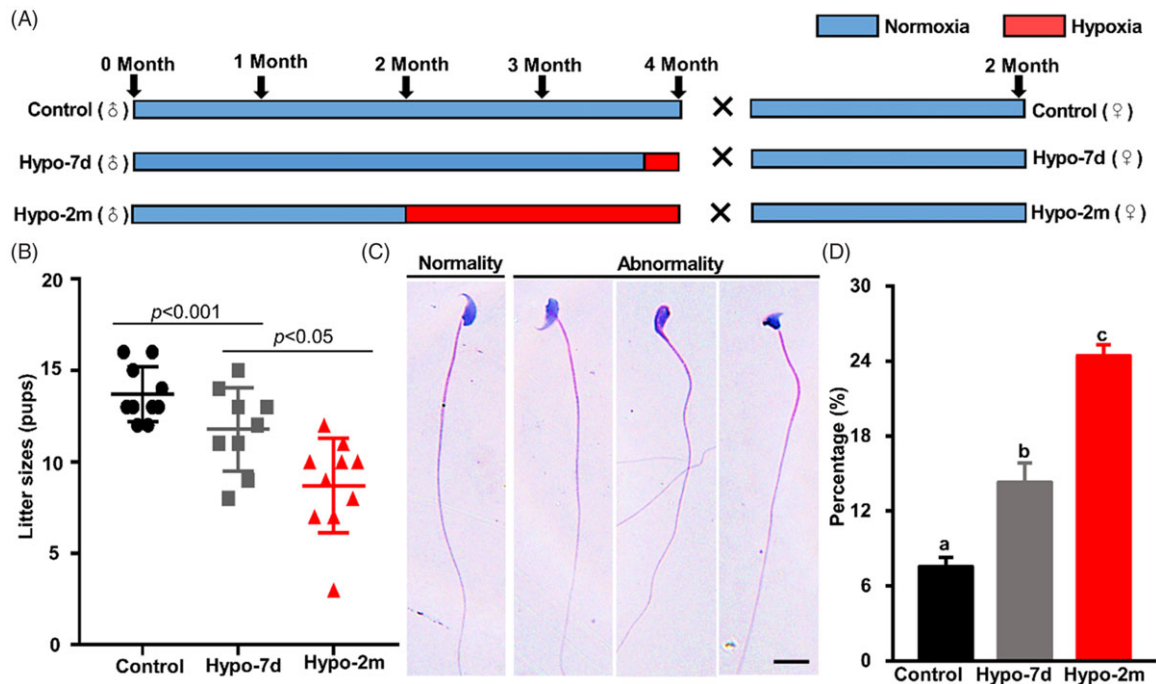 (A)
Normoxia Hypoxia
0 Month 1 Month 2 Month 3 Month 4 Month 2 Month
Control (♂) × Control (♀)
Hypo-7d (♂) × Hypo-7d (♀)
Hypo-2m (♂) × Hypo-2m (♀)
(B)
Litter sizes (pups)
20
15
10
5
0
p<0.001
p<0.05
Control Hypo-7d Hypo-2m
(C)
Normality Abnormality
(D)
Percentage (%)
30
24
18
12
6
0
a
b
c
Control Hypo-7d Hypo-2m